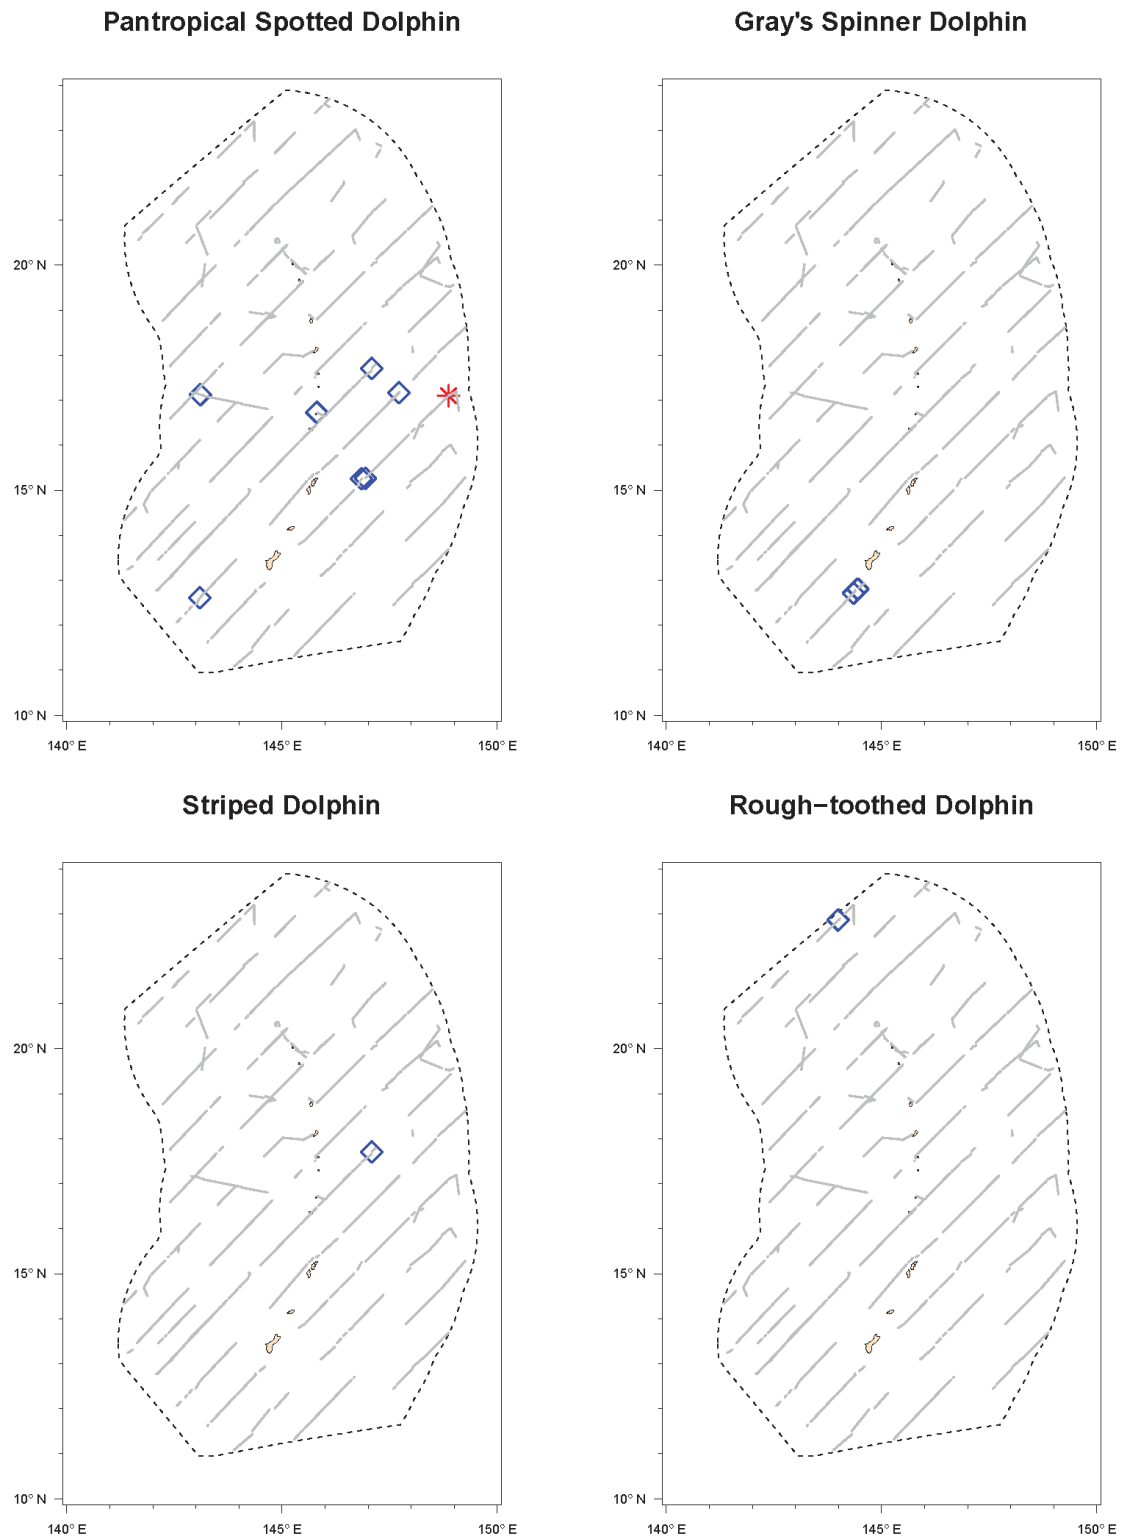 Pantropical Spotted Dolphin
Gray's Spinner Dolphin
20° N
15° N
10° N
140° E
145° E
150° E
20° N
15° N
10° N
140° E
145° E
150° E
Striped Dolphin
Rough−toothed Dolphin
20° N
15° N
10° N
140° E
145° E
150° E
20° N
15° N
10° N
140° E
145° E
150° E